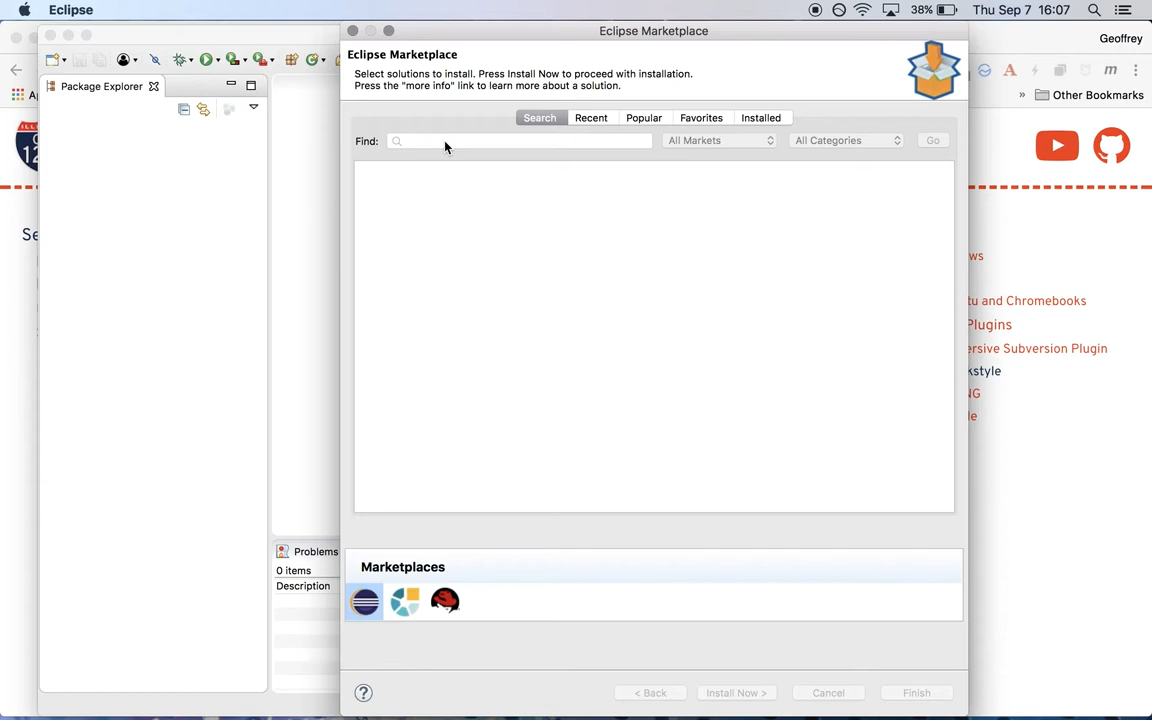 Eclipse
38%
Thu Sep 7 16:07
Eclipse Marketplace
Geoffrey
Eclipse Marketplace
Select solutions to install. Press Install Now to proceed with installation.
Press the "more info" link to learn more about a solution.
Package Explorer
Other Bookmarks
Search
Recent
Popular
Favorites
Installed
Find:
All Markets
All Categories
Go
ws
tu and Chromebooks
Plugins
ersive Subversion Plugin
kstyle
NG
le
Problems
0 items
Description
Marketplaces
< Back
Install Now >
Cancel
Finish